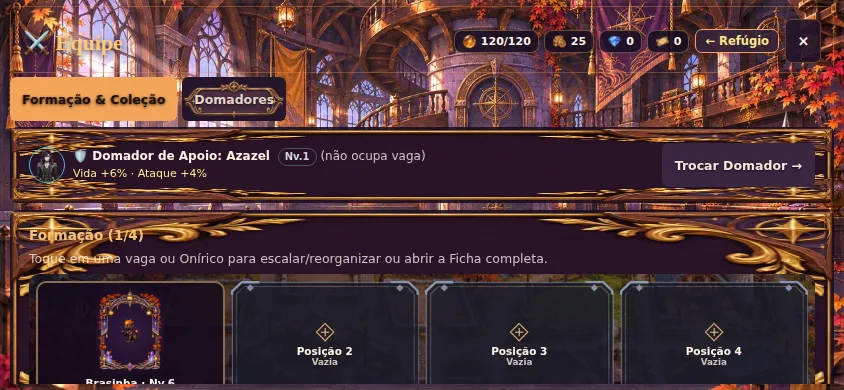 Equipe
120/120
25
0
0
← Refúgio
×
Formação & Coleção
Domadores
Domador de Apoio: Azazel Nv.1 (não ocupa vaga)
Vida +6% · Ataque +4%
Trocar Domador →
Formação (1/4)
Toque em uma vaga ou Onírico para escalar/reorganizar ou abrir a Ficha completa.
Posição 2
Vazia
Posição 3
Vazia
Posição 4
Vazia
Brasinha · Nv.6